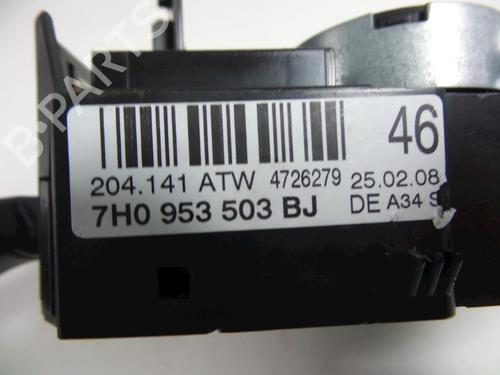 B-PARTS
46
204.141 ATW 4726279 25.02.08
7H0 953 503 BJ DE A34 S